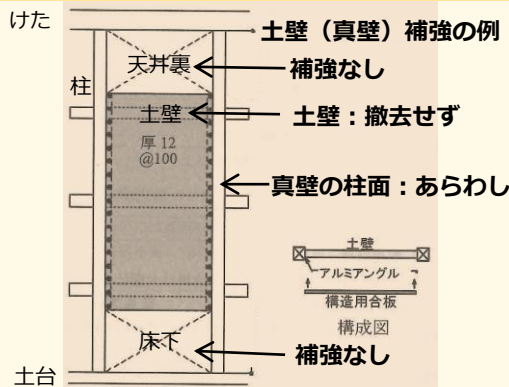 けた
土壁（真壁）補強の例
天井裏
補強なし
柱
土壁
土壁：撤去せず
厚 12
@100
真壁の柱面：あらわし
土壁
アルミアングル
構造用合板
構成図
床下
補強なし
土台